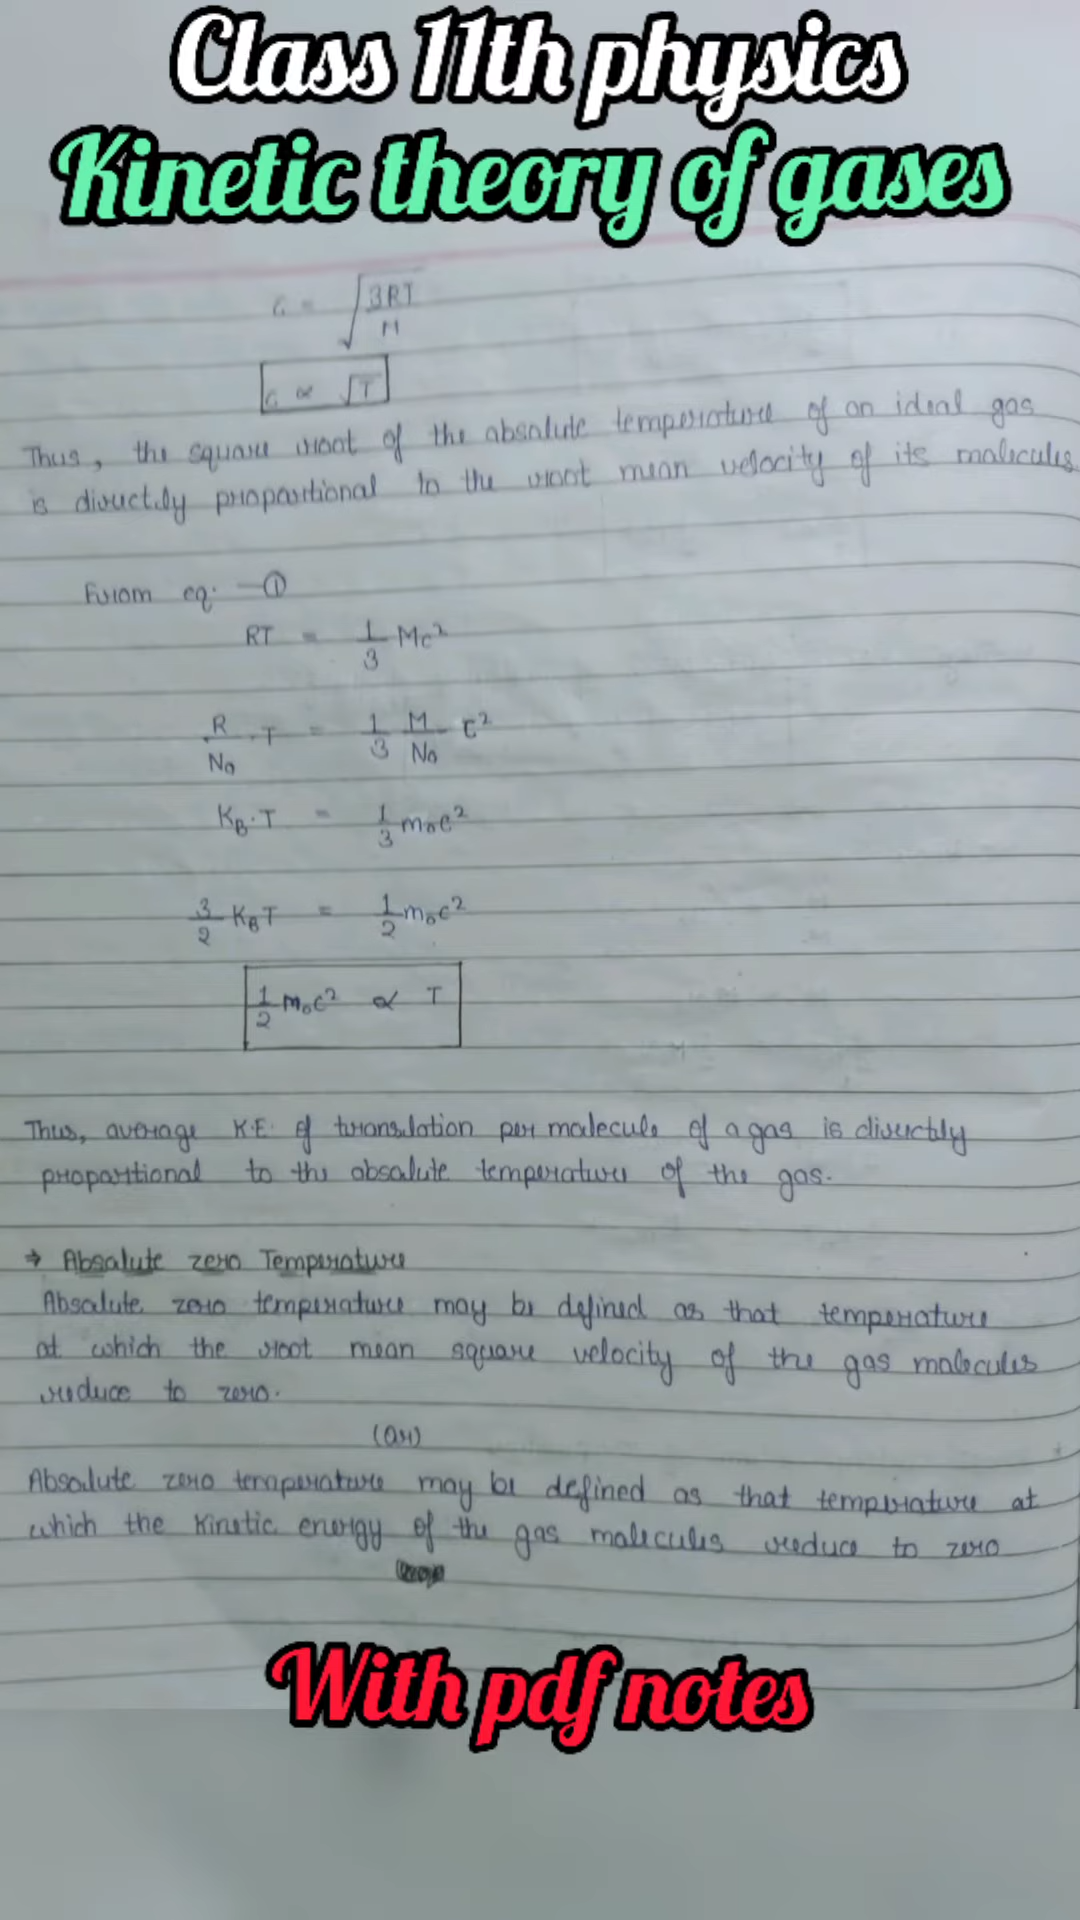 Class 11th physics
Kinetic theory of gases
C = √(3RT/M)
C ∝ √T
Thus, the square root of the absolute temperature of an ideal gas
is directly proportional to the root mean velocity of its molecules
From eq. —①
RT = 1/3 Mc²
R/Na . T = 1/3 M/Na c²
KB.T = 1/3 m₀c²
3/2 KBT = 1/2 m₀c²
1/2 m₀c² ∝ T
Thus, average K.E. of translation per molecule of a gas is directly
proportional to the absolute temperature of the gas.
→ Absolute zero Temperature
Absolute zero temperature may be defined as that temperature
at which the root mean square velocity of the gas molecules
reduce to zero.
(Or)
Absolute zero temperature may be defined as that temperature at
which the Kinetic energy of the gas molecules reduce to zero
With pdf notes